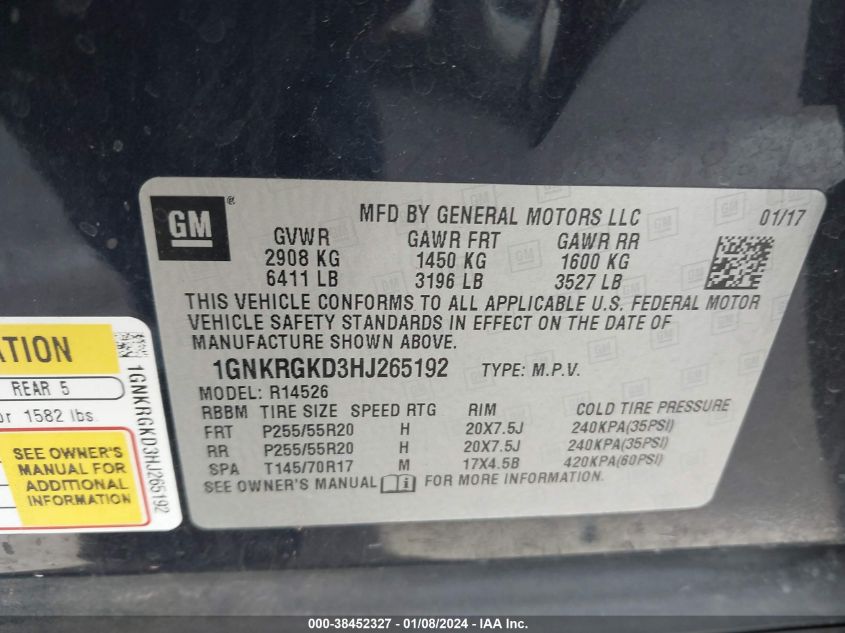 GM ®
MFD BY GENERAL MOTORS LLC 01/17
GVWR GAWR FRT GAWR RR
2908 KG 1450 KG 1600 KG
6411 LB 3196 LB 3527 LB
THIS VEHICLE CONFORMS TO ALL APPLICABLE U.S. FEDERAL MOTOR
VEHICLE SAFETY STANDARDS IN EFFECT ON THE DATE OF
MANUFACTURE SHOWN ABOVE.
1GNKRGKD3HJ265192 TYPE: M.P.V.
MODEL: R14526
RBBM TIRE SIZE SPEED RTG RIM COLD TIRE PRESSURE
FRT P255/55R20 H 20X7.5J 240KPA(35PSI)
RR P255/55R20 H 20X7.5J 240KPA(35PSI)
SPA T145/70R17 M 17X4.5B 420KPA(60PSI)
SEE OWNER'S MANUAL FOR MORE INFORMATION.
ATION
REAR 5
or 1582 lbs.
SEE OWNER'S
MANUAL FOR
ADDITIONAL
INFORMATION
1GNKRGKD3HJ265192
000-38452327 - 01/08/2024 - IAA Inc.